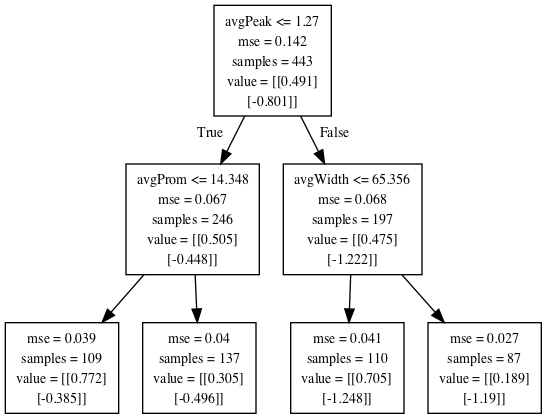 avgPeak <= 1.27
mse = 0.142
samples = 443
value = [[0.491]
[-0.801]]
True
False
avgProm <= 14.348
mse = 0.067
samples = 246
value = [[0.505]
[-0.448]]
avgWidth <= 65.356
mse = 0.068
samples = 197
value = [[0.475]
[-1.222]]
mse = 0.039
samples = 109
value = [[0.772]
[-0.385]]
mse = 0.04
samples = 137
value = [[0.305]
[-0.496]]
mse = 0.041
samples = 110
value = [[0.705]
[-1.248]]
mse = 0.027
samples = 87
value = [[0.189]
[-1.19]]